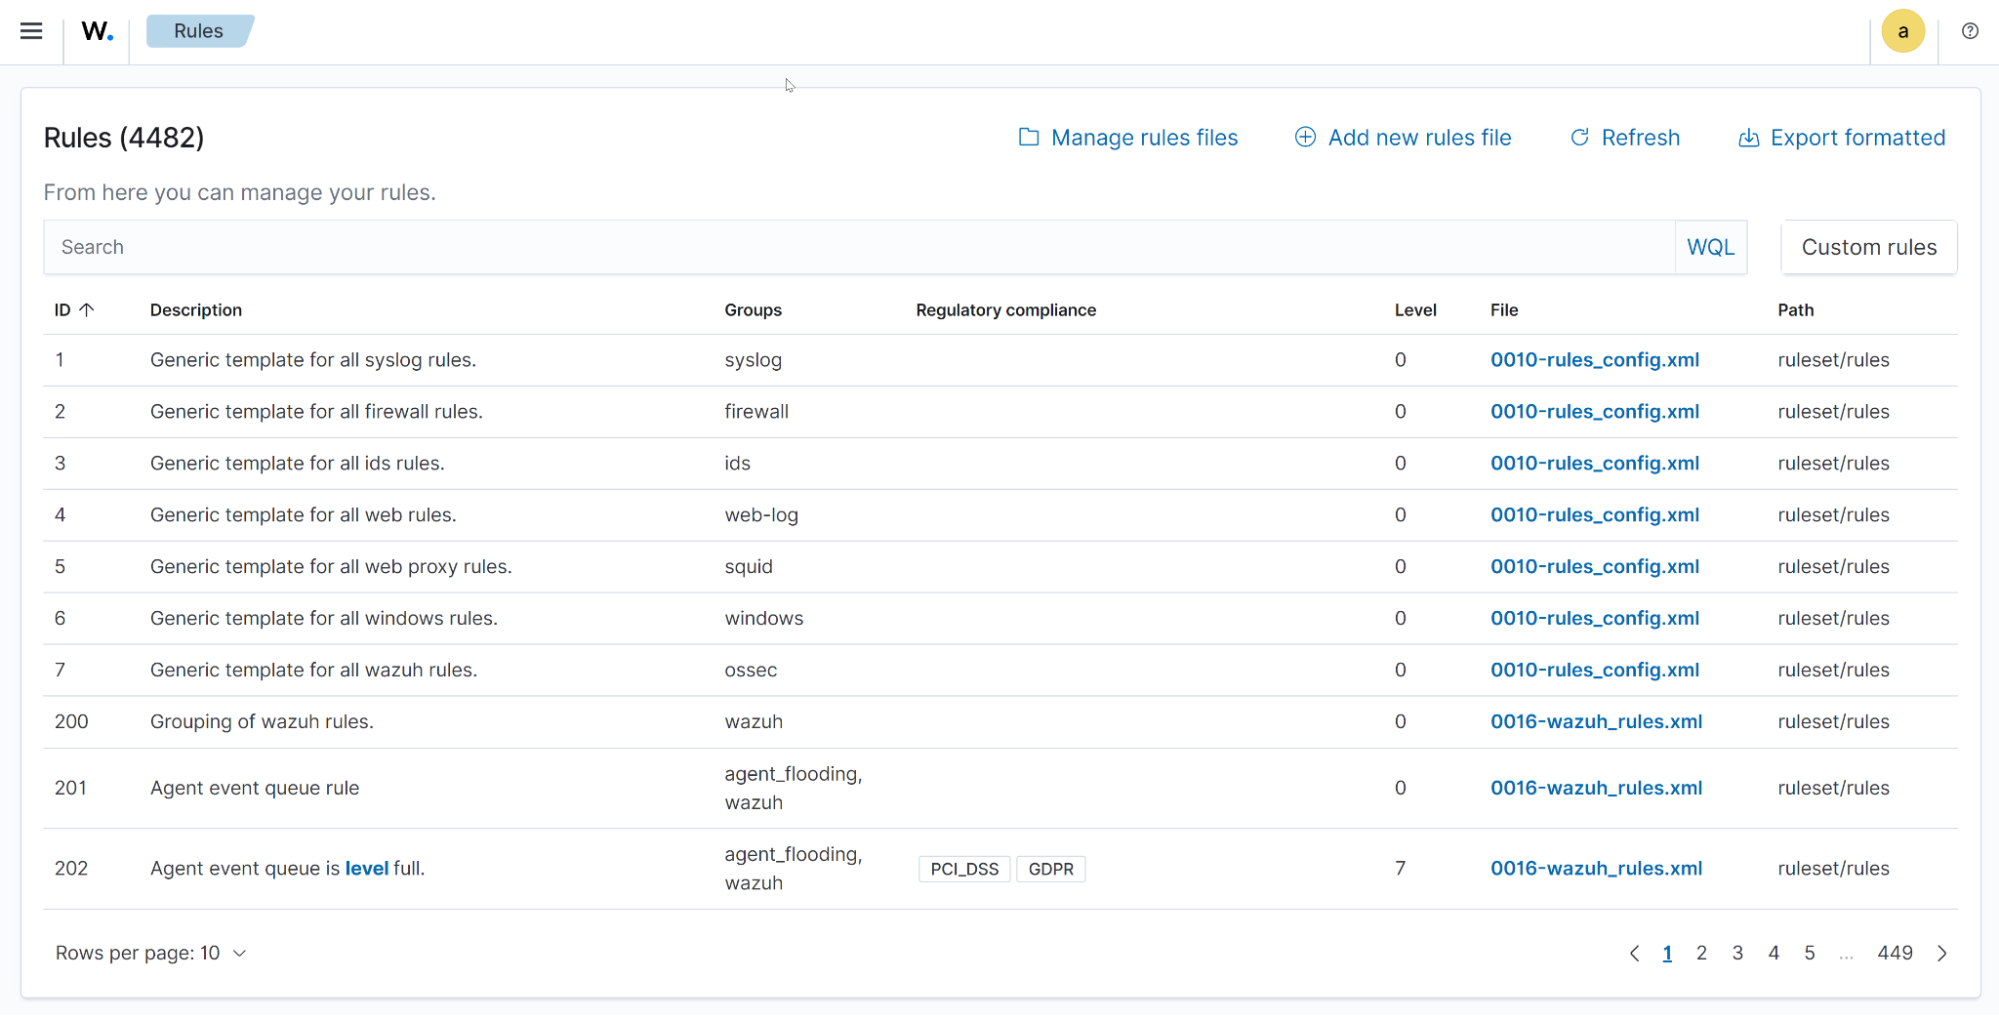 W. Rules a
Rules (4482) Manage rules files Add new rules file Refresh Export formatted
From here you can manage your rules.
Search WQL Custom rules
ID Description Groups Regulatory compliance Level File Path
1 Generic template for all syslog rules. syslog 0 0010-rules_config.xml ruleset/rules
2 Generic template for all firewall rules. firewall 0 0010-rules_config.xml ruleset/rules
3 Generic template for all ids rules. ids 0 0010-rules_config.xml ruleset/rules
4 Generic template for all web rules. web-log 0 0010-rules_config.xml ruleset/rules
5 Generic template for all web proxy rules. squid 0 0010-rules_config.xml ruleset/rules
6 Generic template for all windows rules. windows 0 0010-rules_config.xml ruleset/rules
7 Generic template for all wazuh rules. ossec 0 0010-rules_config.xml ruleset/rules
200 Grouping of wazuh rules. wazuh 0 0016-wazuh_rules.xml ruleset/rules
201 Agent event queue rule agent_flooding, wazuh 0 0016-wazuh_rules.xml ruleset/rules
202 Agent event queue is level full. agent_flooding, wazuh PCI_DSS GDPR 7 0016-wazuh_rules.xml ruleset/rules
Rows per page: 10 1 2 3 4 5 ... 449